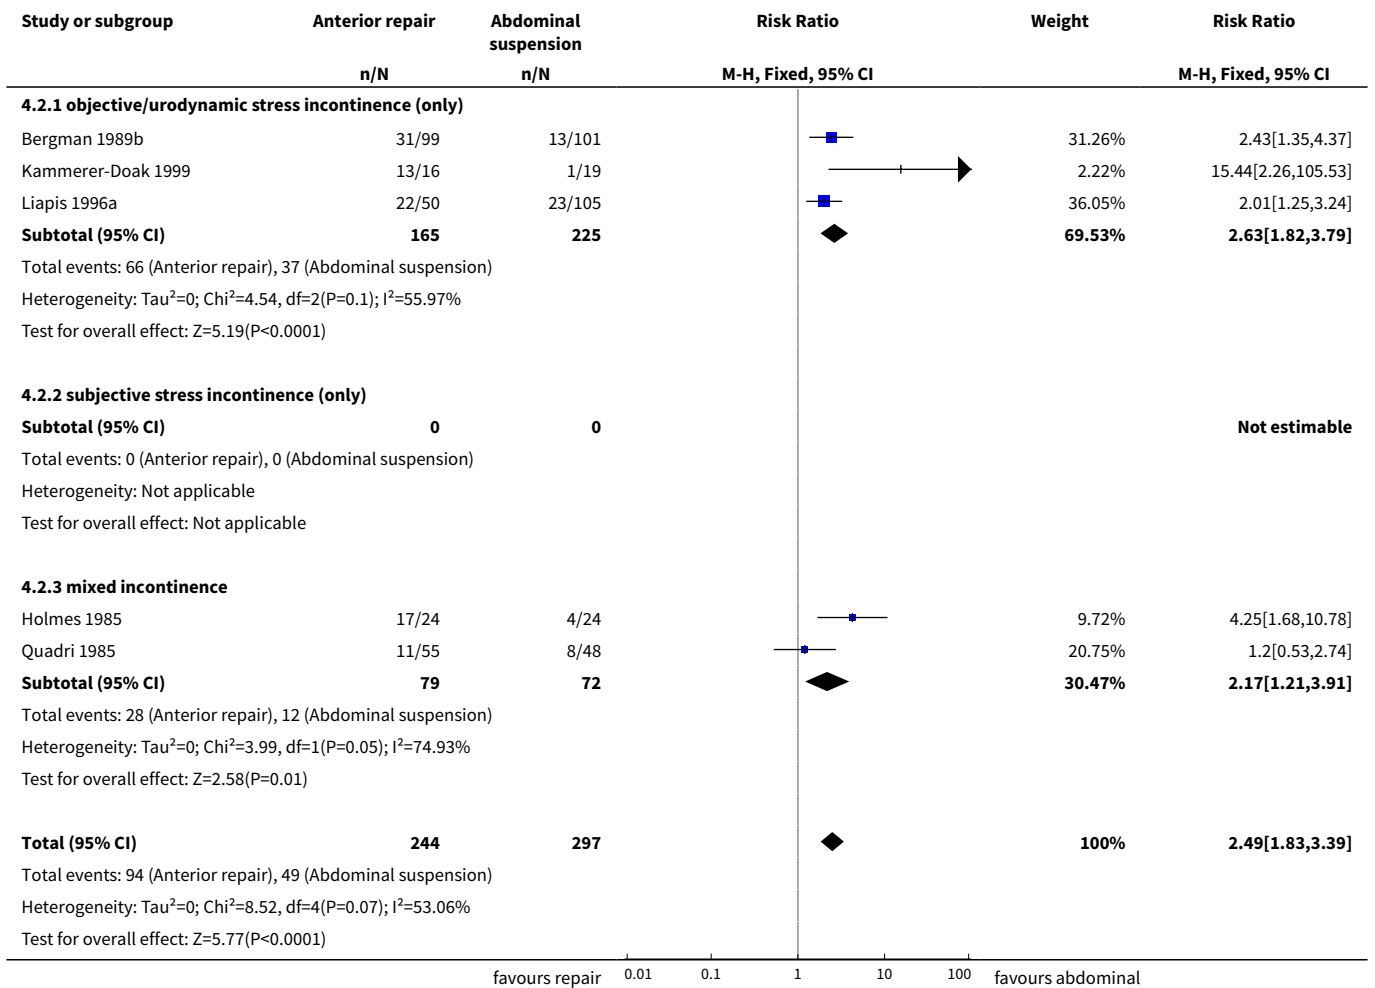 Study or subgroup Anterior repair Abdominal suspension Risk Ratio Weight Risk Ratio
n/N n/N M-H, Fixed, 95% CI M-H, Fixed, 95% CI
4.2.1 objective/urodynamic stress incontinence (only)
Bergman 1989b 31/99 13/101 31.26% 2.43[1.35,4.37]
Kammerer-Doak 1999 13/16 1/19 2.22% 15.44[2.26,105.53]
Liapis 1996a 22/50 23/105 36.05% 2.01[1.25,3.24]
Subtotal (95% CI) 165 225 69.53% 2.63[1.82,3.79]
Total events: 66 (Anterior repair), 37 (Abdominal suspension)
Heterogeneity: Tau²=0; Chi²=4.54, df=2(P=0.1); I²=55.97%
Test for overall effect: Z=5.19(P<0.0001)
4.2.2 subjective stress incontinence (only)
Subtotal (95% CI) 0 0 Not estimable
Total events: 0 (Anterior repair), 0 (Abdominal suspension)
Heterogeneity: Not applicable
Test for overall effect: Not applicable
4.2.3 mixed incontinence
Holmes 1985 17/24 4/24 9.72% 4.25[1.68,10.78]
Quadri 1985 11/55 8/48 20.75% 1.2[0.53,2.74]
Subtotal (95% CI) 79 72 30.47% 2.17[1.21,3.91]
Total events: 28 (Anterior repair), 12 (Abdominal suspension)
Heterogeneity: Tau²=0; Chi²=3.99, df=1(P=0.05); I²=74.93%
Test for overall effect: Z=2.58(P=0.01)
Total (95% CI) 244 297 100% 2.49[1.83,3.39]
Total events: 94 (Anterior repair), 49 (Abdominal suspension)
Heterogeneity: Tau²=0; Chi²=8.52, df=4(P=0.07); I²=53.06%
Test for overall effect: Z=5.77(P<0.0001)
favours repair 0.01 0.1 1 10 100 favours abdominal